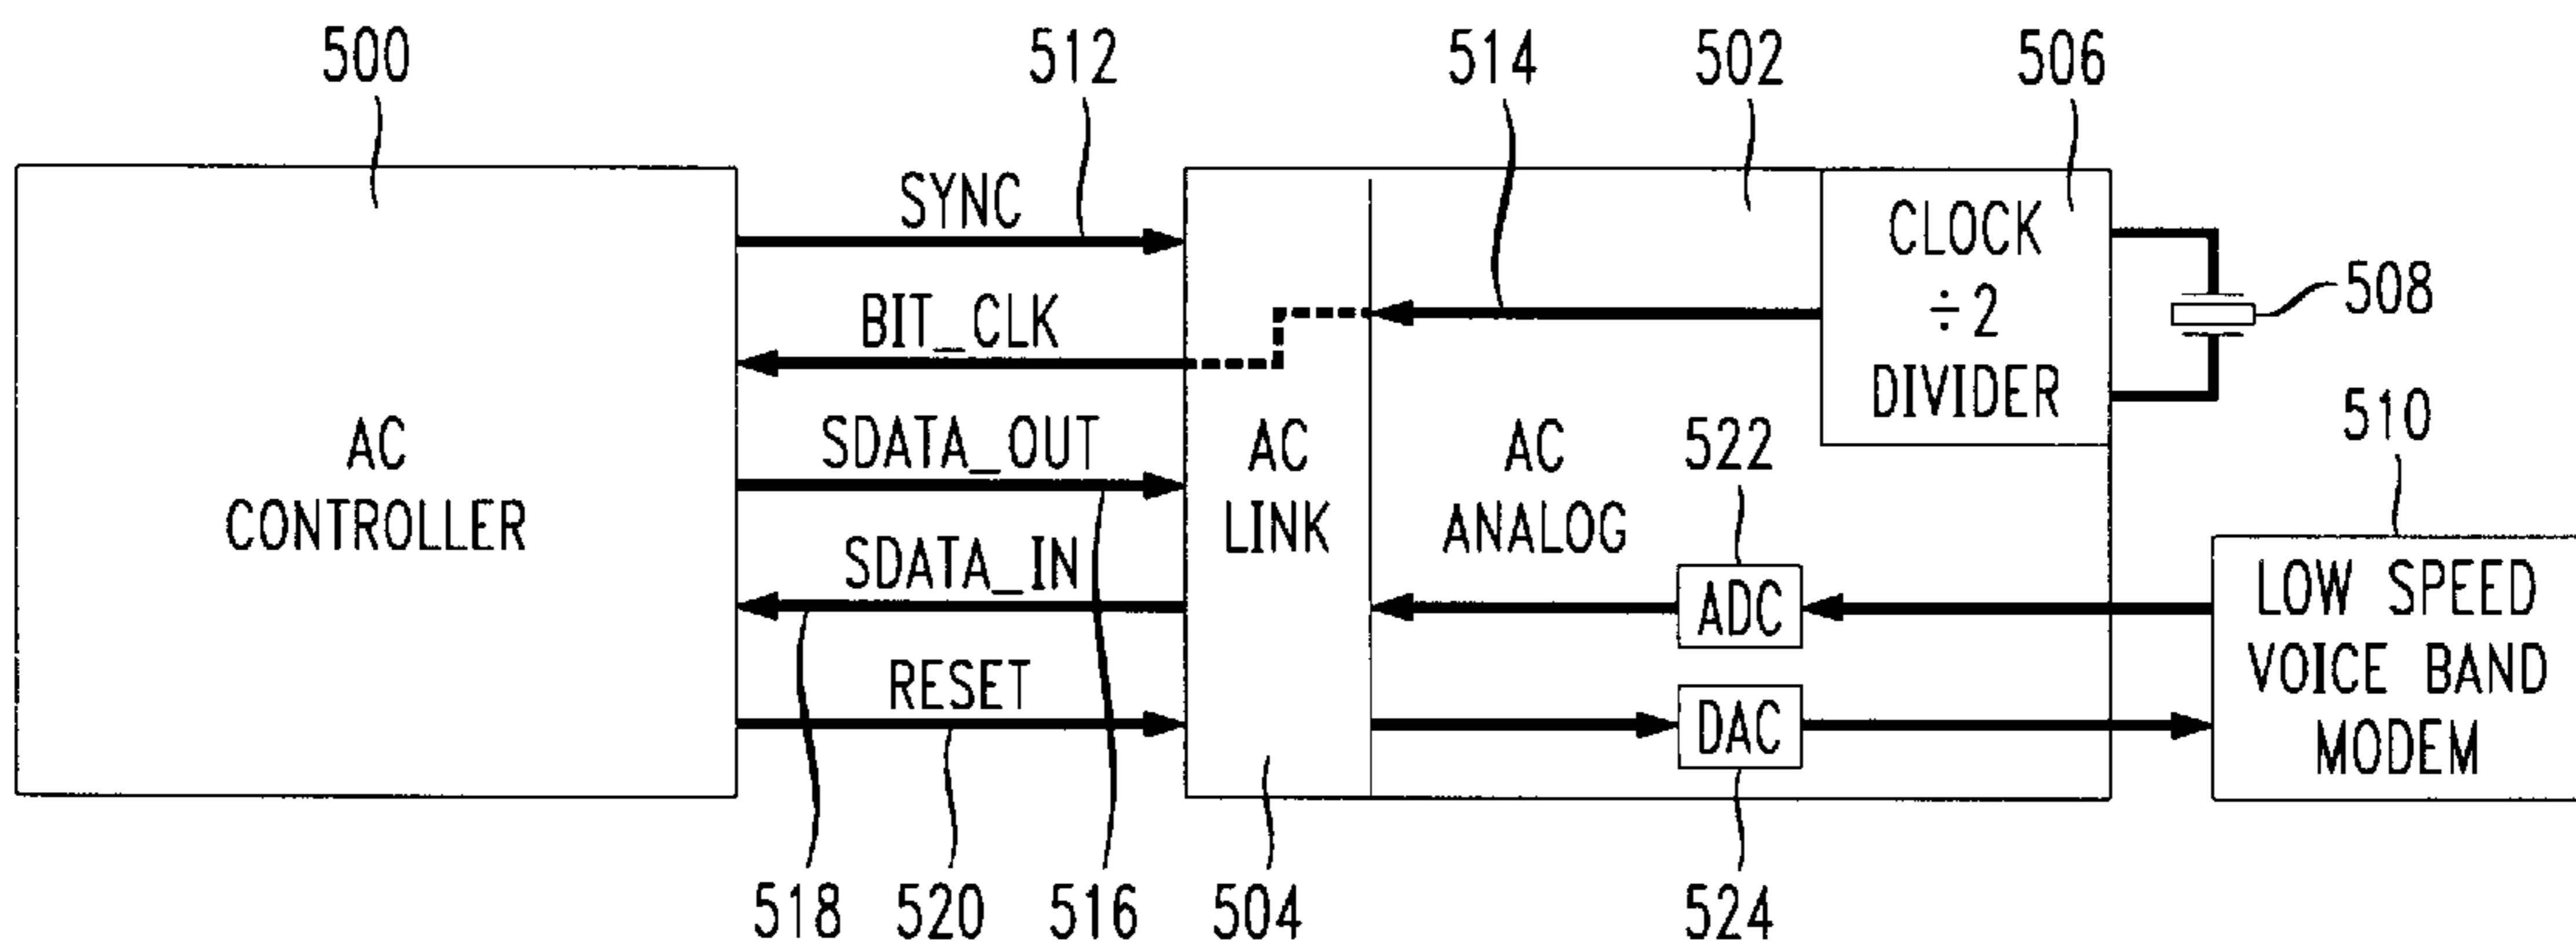 500
512
514
502
506
SYNC
BIT_CLK
SDATA_OUT
SDATA_IN
RESET
AC
CONTROLLER
AC
LINK
AC
ANALOG
CLOCK
÷2
DIVIDER
508
510
522
ADC
DAC
LOW SPEED
VOICE BAND
MODEM
518
520
516
504
524